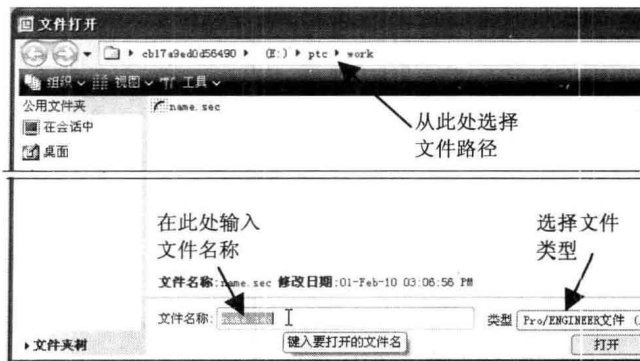 文件打开
cb17a9ed0d56490 (E:) ptc work
组织 视图 工具
公用文件夹
name.sec
在会话中
桌面
从此处选择
文件路径
在此处输入
文件名称
选择文件
类型
文件名称:name.sec 修改日期:01-Feb-10 03:06:56 PM
文件名称:
类型 Pro/ENGINEER文件 (.
键入要打开的文件名
打开
文件夹树